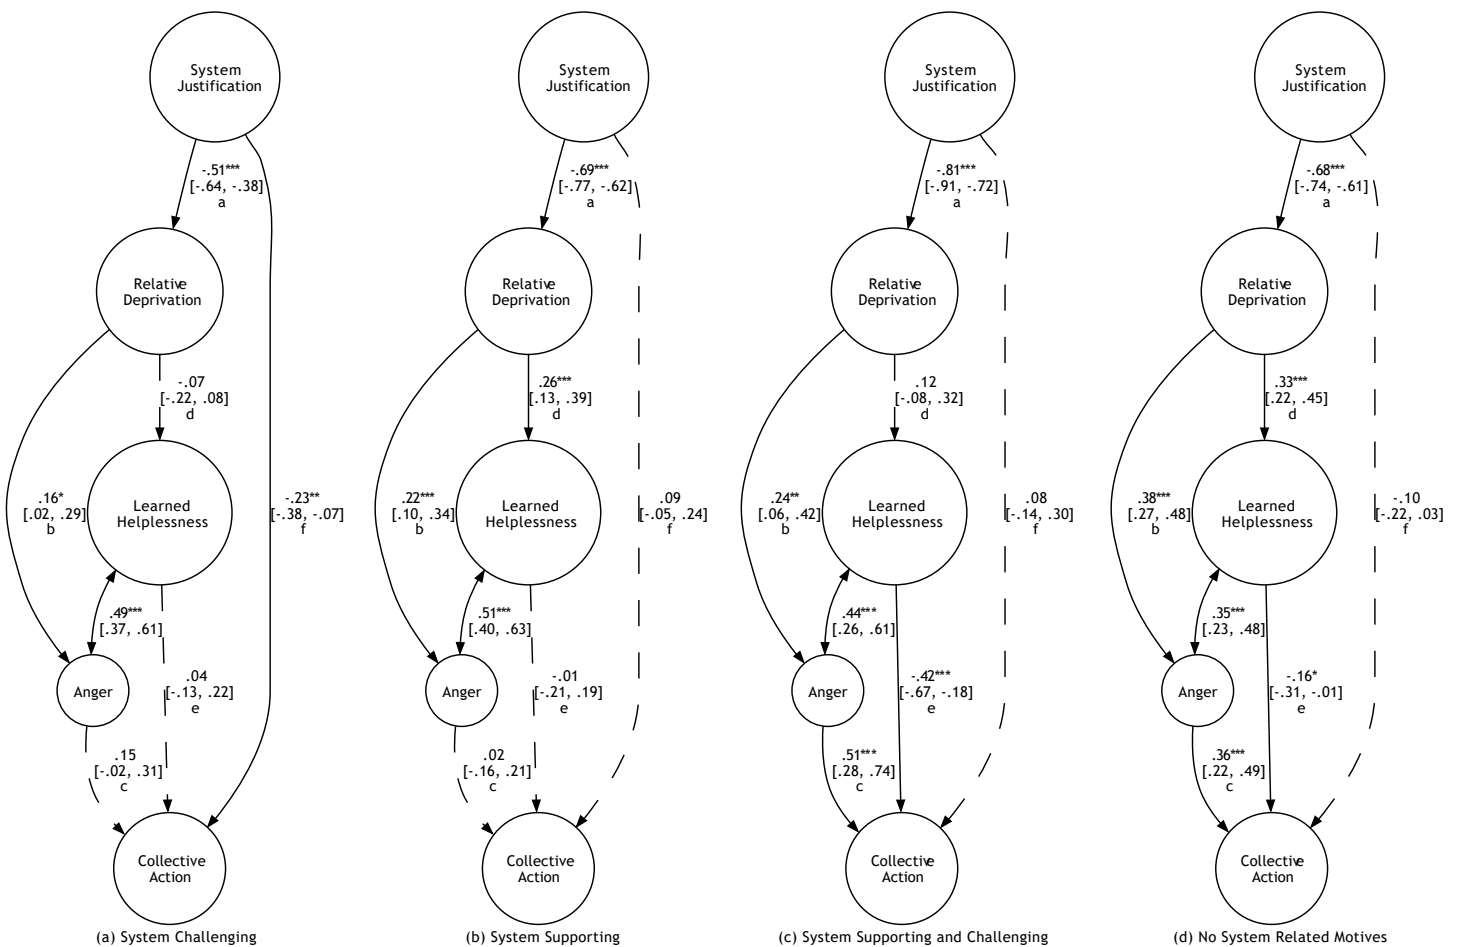 System
Justification
-.51***
[-.64, -.38]
a
Relative
Deprivation
-.07
[-.22, .08]
d
.16*
[.02, .29]
b
Learned
Helplessness
-.23**
[-.38, -.07]
f
.49***
[.37, .61]
.04
[-.13, .22]
e
Anger
.15
[-.02, .31]
c
Collective
Action
(a) System Challenging
System
Justification
-.69***
[-.77, -.62]
a
Relative
Deprivation
.26***
[.13, .39]
d
.22***
[.10, .34]
b
Learned
Helplessness
.09
[-.05, .24]
f
.51***
[.40, .63]
-.01
[-.21, .19]
e
Anger
.02
[-.16, .21]
c
Collective
Action
(b) System Supporting
System
Justification
-.81***
[-.91, -.72]
a
Relative
Deprivation
.12
[-.08, .32]
d
.24**
[.06, .42]
b
Learned
Helplessness
.08
[-.14, .30]
f
.44***
[.26, .61]
-.42***
[-.67, -.18]
e
Anger
.51***
[.28, .74]
c
Collective
Action
(c) System Supporting and Challenging
System
Justification
-.68***
[-.74, -.61]
a
Relative
Deprivation
.33***
[.22, .45]
d
.38***
[.27, .48]
b
Learned
Helplessness
-.10
[-.22, .03]
f
.35***
[.23, .48]
-.16*
[-.31, -.01]
e
Anger
.36***
[.22, .49]
c
Collective
Action
(d) No System Related Motives